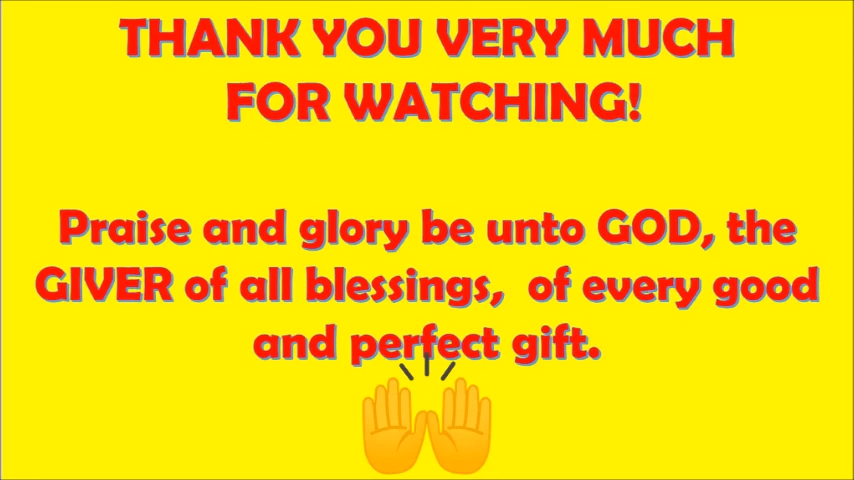 THANK YOU VERY MUCH
FOR WATCHING!
Praise and glory be unto GOD, the
GIVER of all blessings, of every good
and perfect gift.